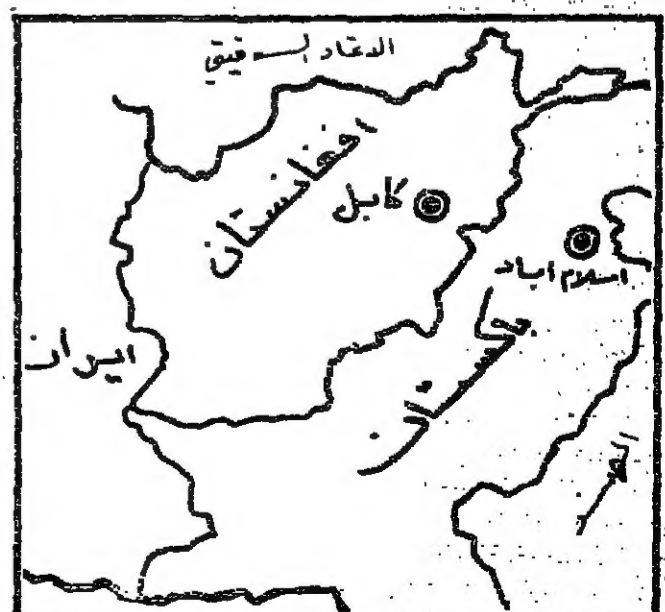 الاتحاد السوفيتي
افغانستان
كابل
اسلام اباد
ايران
باكستان
الهند